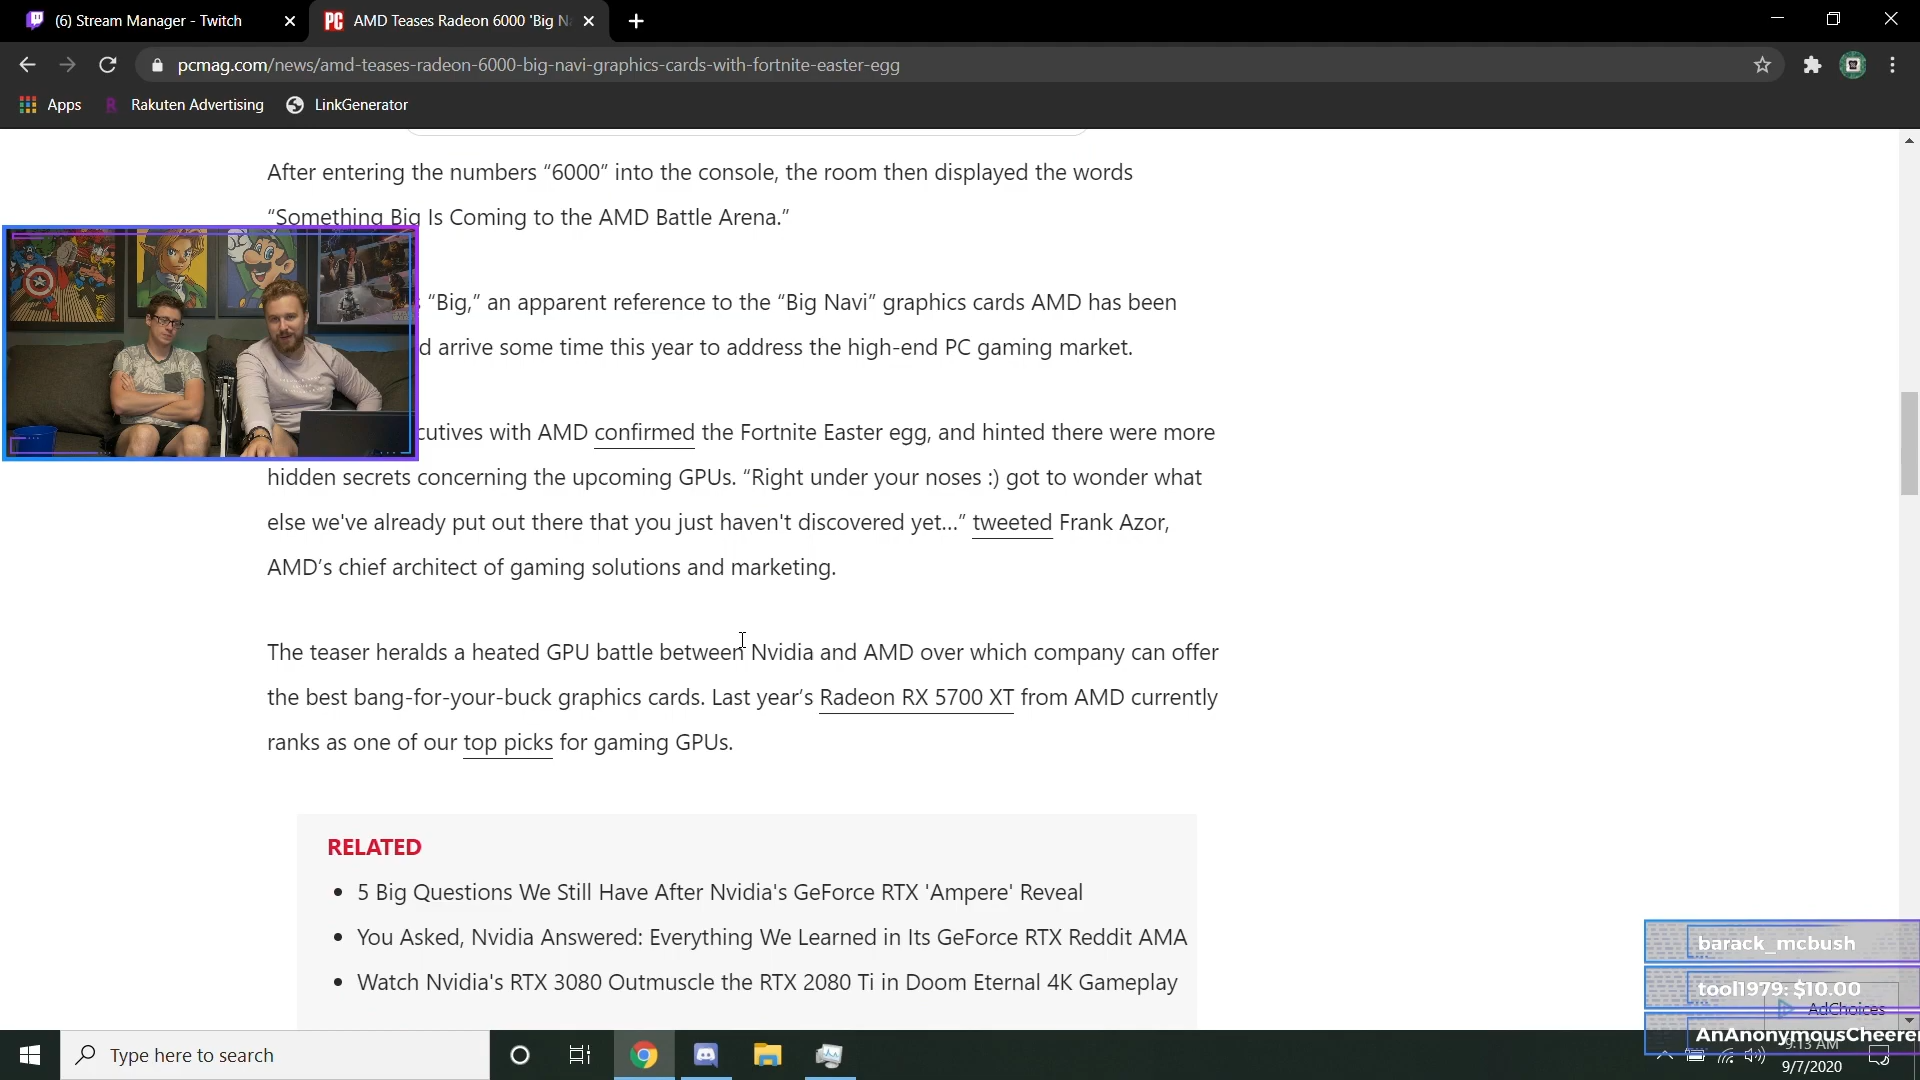 (6) Stream Manager - Twitch
AMD Teases Radeon 6000 'Big N
pcmag.com/news/amd-teases-radeon-6000-big-navi-graphics-cards-with-fortnite-easter-egg
Apps
Rakuten Advertising
LinkGenerator
After entering the numbers “6000” into the console, the room then displayed the words
“Something Big Is Coming to the AMD Battle Arena.”
“Big,” an apparent reference to the “Big Navi” graphics cards AMD has been
d arrive some time this year to address the high-end PC gaming market.
cutives with AMD confirmed the Fortnite Easter egg, and hinted there were more
hidden secrets concerning the upcoming GPUs. “Right under your noses :) got to wonder what
else we've already put out there that you just haven't discovered yet...” tweeted Frank Azor,
AMD’s chief architect of gaming solutions and marketing.
The teaser heralds a heated GPU battle between Nvidia and AMD over which company can offer
the best bang-for-your-buck graphics cards. Last year’s Radeon RX 5700 XT from AMD currently
ranks as one of our top picks for gaming GPUs.
RELATED
• 5 Big Questions We Still Have After Nvidia's GeForce RTX 'Ampere' Reveal
• You Asked, Nvidia Answered: Everything We Learned in Its GeForce RTX Reddit AMA
• Watch Nvidia's RTX 3080 Outmuscle the RTX 2080 Ti in Doom Eternal 4K Gameplay
barack_mcbush
tool1979: $10.00
AdChoices
AnAnonymousCheerer
Type here to search
9:13 AM
9/7/2020